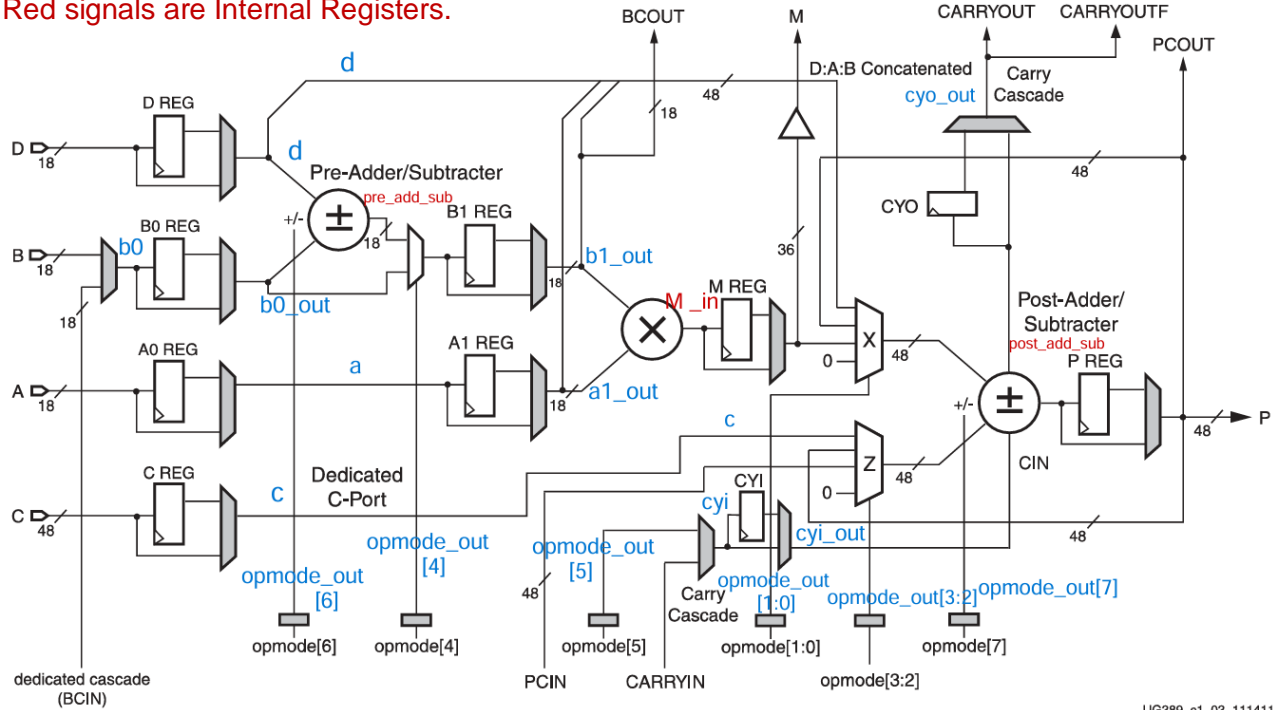 Red signals are Internal Registers.
BCOUT
M
CARRYOUT
CARRYOUTF
PCOUT
d
D:A:B Concatenated
48
cyo_out
Carry
Cascade
18
D REG
D
18
d
Pre-Adder/Subtracter
pre_add_sub
+/-
±
18
48
CYO
B0 REG
B
18
b0
b0_out
18
B1 REG
18
b1_out
36
M_in
M REG
×
X
0
48
Post-Adder/
Subtracter
post_add_sub
P REG
+/-
±
CIN
48
P
A0 REG
A
18
a
A1 REG
18
a1_out
c
Z
0
48
C REG
C
48
c
Dedicated
C-Port
CYI
cyi
cyi_out
48
opmode_out
[6]
opmode_out
[4]
opmode_out
[5]
48
Carry
Cascade
opmode_out
[1:0]
opmode_out[3:2]
opmode_out[7]
opmode[6]
opmode[4]
opmode[5]
opmode[1:0]
opmode[7]
dedicated cascade
(BCIN)
PCIN
CARRYIN
opmode[3:2]
UG389_c1_03_111411